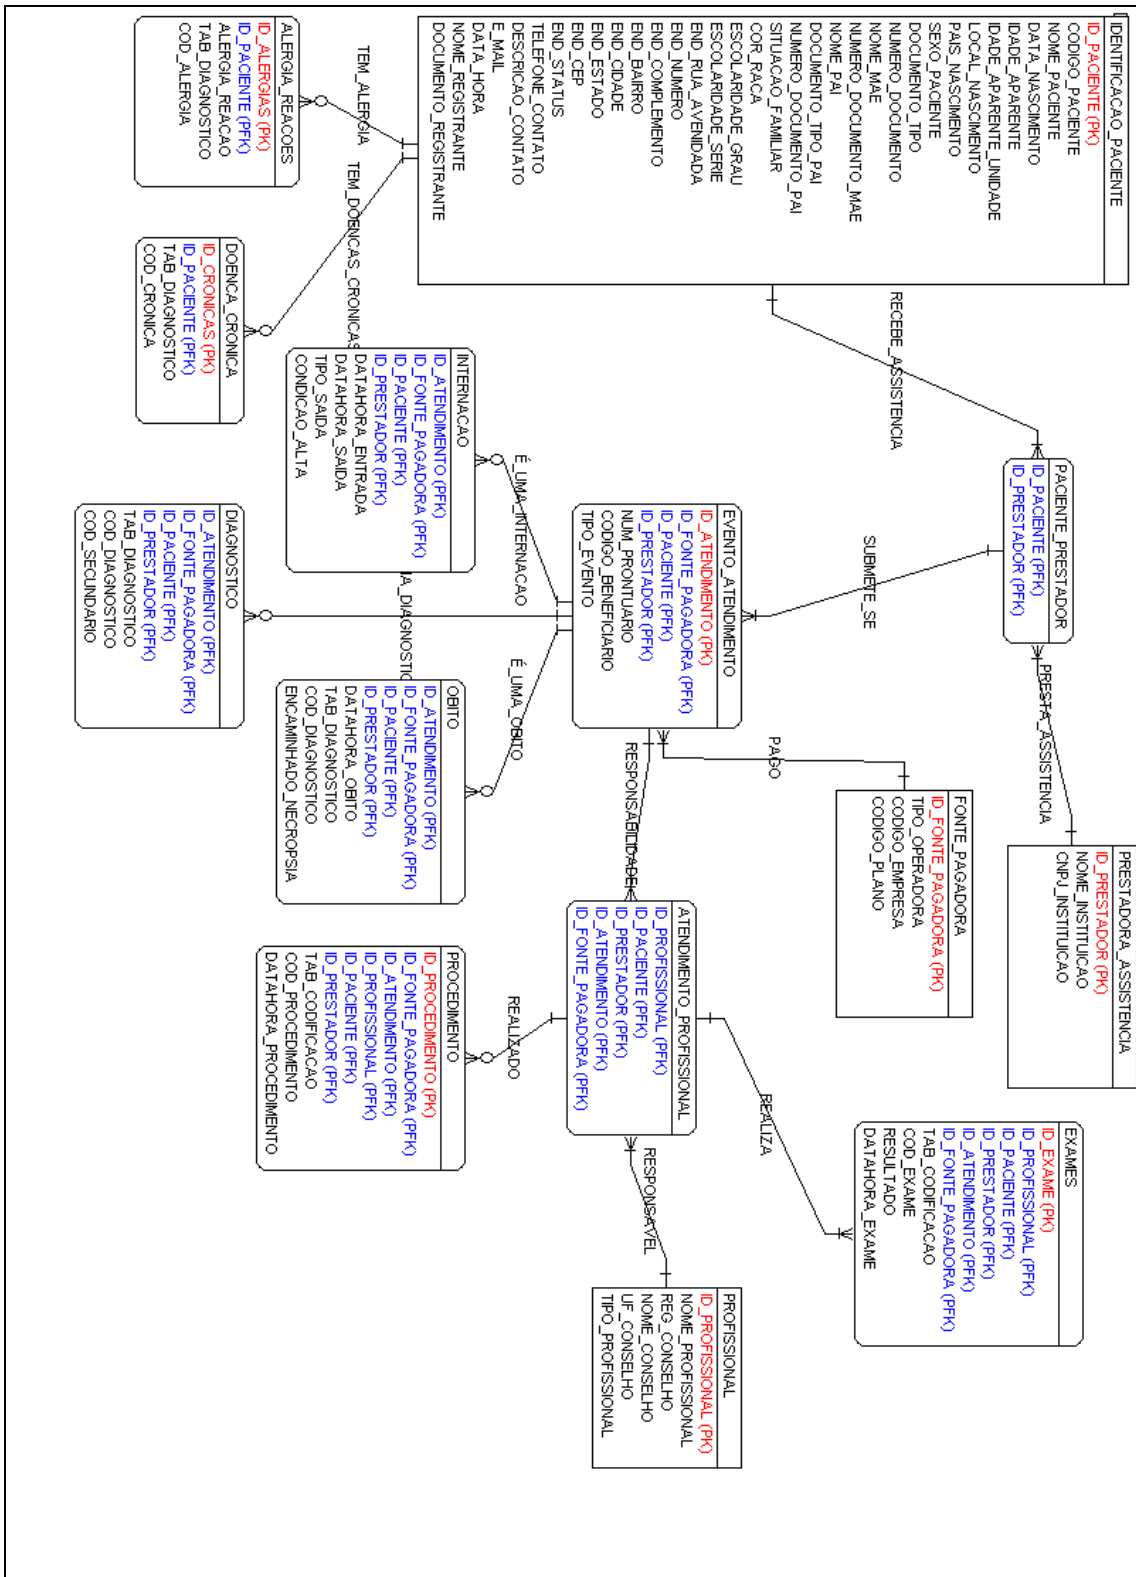 IDENTIFICACAO_PACIENTE
ID_PACIENTE (PK)
CODIGO_PACIENTE
NOME_PACIENTE
DATA_NASCIMENTO
IDADE_APARENTE
IDADE_APARENTE_UNIDADE
LOCAL_NASCIMENTO
PAIS_NASCIMENTO
SEXO_PACIENTE
DOCUMENTO_TIPO
NUMERO_DOCUMENTO
NOME_MAE
NUMERO_DOCUMENTO_MAE
NOME_PAI
DOCUMENTO_TIPO_PAI
NUMERO_DOCUMENTO_PAI
SITUACAO_FAMILIAR
COR_RACA
ESCOLARIDADE_GRAU
ESCOLARIDADE_SERIE
END_RUA_AVENIDADA
END_NUMERO
END_COMPLEMENTO
END_BAIRRO
END_CIDADE
END_ESTADO
END_CEP
END_STATUS
TELEFONE_CONTATO
DESCRICAO_CONTATO
E_MAIL
DATA_HORA
NOME_REGISTRANTE
DOCUMENTO_REGISTRANTE
RECEBE_ASSISTENCIA
PACIENTE_PRESTADOR
ID_PACIENTE (PFK)
ID_PRESTADOR (PFK)
PRESTA_ASSISTENCIA
PRESTADORA_ASSISTENCIA
ID_PRESTADOR (PK)
NOME_INSTITUICAO
CNPJ_INSTITUICAO
EXAMES
ID_EXAME (PK)
ID_PROFISSIONAL (PFK)
ID_PACIENTE (PFK)
ID_PRESTADOR (PFK)
ID_ATENDIMENTO (PFK)
ID_FONTE_PAGADORA (PFK)
TAB_CODIFICACAO
COD_EXAME
RESULTADO
DATAHORA_EXAME
SUBMETE_SE
FONTE_PAGADORA
ID_FONTE_PAGADORA (PK)
TIPO_OPERADORA
CODIGO_EMPRESA
CODIGO_PLANO
PAGO
REALIZA
EVENTO_ATENDIMENTO
ID_ATENDIMENTO (PK)
ID_FONTE_PAGADORA (PFK)
ID_PACIENTE (PFK)
ID_PRESTADOR (PFK)
NUM_PRONTUARIO
CODIGO_BENEFICIARIO
TIPO_EVENTO
RESPONSABILIDADE
ATENDIMENTO_PROFISSIONAL
ID_PROFISSIONAL (PFK)
ID_PACIENTE (PFK)
ID_PRESTADOR (PFK)
ID_ATENDIMENTO (PFK)
ID_FONTE_PAGADORA (PFK)
RESPONSAVEL
PROFISSIONAL
ID_PROFISSIONAL (PK)
NOME_PROFISSIONAL
REG_CONSELHO
NOME_CONSELHO
UF_CONSELHO
TIPO_PROFISSIONAL
TEM_ALERGIA
TEM_DOENCAS_CRONICAS
É_UMA_INTERNACAO
É_UMA_OBITO
REALIZADO
A_DIAGNOSTIC
ALERGIA_REACOES
ID_ALERGIAS (PK)
ID_PACIENTE (PFK)
ALERGIA_REACAO
TAB_DIAGNOSTICO
COD_ALERGIA
DOENCA_CRONICA
ID_CRONICAS (PK)
ID_PACIENTE (PFK)
TAB_DIAGNOSTICO
COD_CRONICA
INTERNACAO
ID_ATENDIMENTO (PFK)
ID_FONTE_PAGADORA (PFK)
ID_PACIENTE (PFK)
ID_PRESTADOR (PFK)
DATAHORA_ENTRADA
DATAHORA_SAIDA
TIPO_SAIDA
CONDICAO_ALTA
DIAGNOSTICO
ID_ATENDIMENTO (PFK)
ID_FONTE_PAGADORA (PFK)
ID_PACIENTE (PFK)
ID_PRESTADOR (PFK)
TAB_DIAGNOSTICO
COD_DIAGNOSTICO
COD_SECUNDARIO
OBITO
ID_ATENDIMENTO (PFK)
ID_FONTE_PAGADORA (PFK)
ID_PACIENTE (PFK)
ID_PRESTADOR (PFK)
DATAHORA_OBITO
TAB_DIAGNOSTICO
COD_DIAGNOSTICO
ENCAMINHADO_NECROPSIA
PROCEDIMENTO
ID_PROCEDIMENTO (PK)
ID_FONTE_PAGADORA (PFK)
ID_ATENDIMENTO (PFK)
ID_PROFISSIONAL (PFK)
ID_PACIENTE (PFK)
ID_PRESTADOR (PFK)
TAB_CODIFICACAO
COD_PROCEDIMENTO
DATAHORA_PROCEDIMENTO